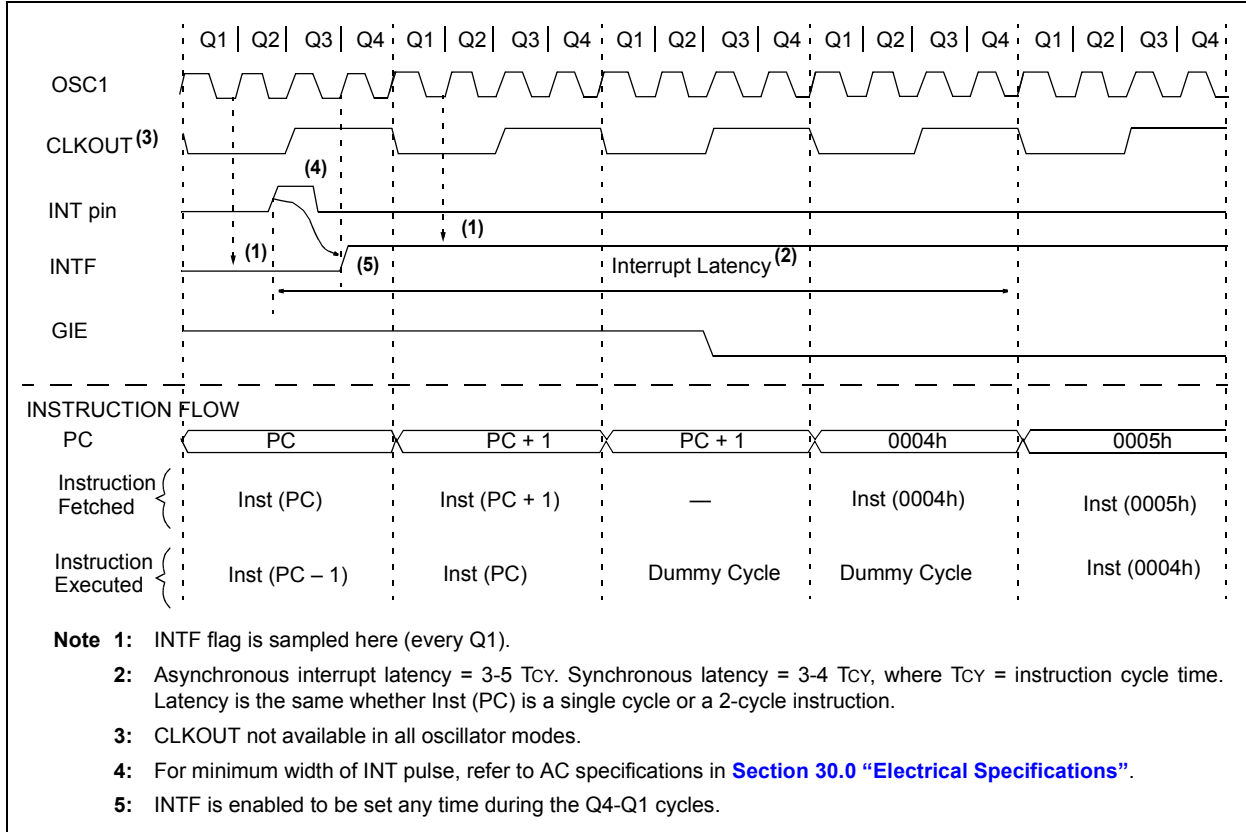 Q1 | Q2 | Q3 | Q4 Q1 | Q2 | Q3 | Q4 Q1 | Q2 | Q3 | Q4 Q1 | Q2 | Q3 | Q4 Q1 | Q2 | Q3 | Q4
OSC1
CLKOUT (3)
(4)
INT pin
(1)
(1)
INTF
(5)
Interrupt Latency (2)
GIE
INSTRUCTION FLOW
PC PC PC + 1 PC + 1 0004h 0005h
Instruction
Fetched
Inst (PC) Inst (PC + 1) — Inst (0004h) Inst (0005h)
Instruction
Executed
Inst (PC – 1) Inst (PC) Dummy Cycle Dummy Cycle Inst (0004h)
Note 1: INTF flag is sampled here (every Q1).
2: Asynchronous interrupt latency = 3-5 TCY. Synchronous latency = 3-4 TCY, where TCY = instruction cycle time.
Latency is the same whether Inst (PC) is a single cycle or a 2-cycle instruction.
3: CLKOUT not available in all oscillator modes.
4: For minimum width of INT pulse, refer to AC specifications in Section 30.0 “Electrical Specifications”.
5: INTF is enabled to be set any time during the Q4-Q1 cycles.